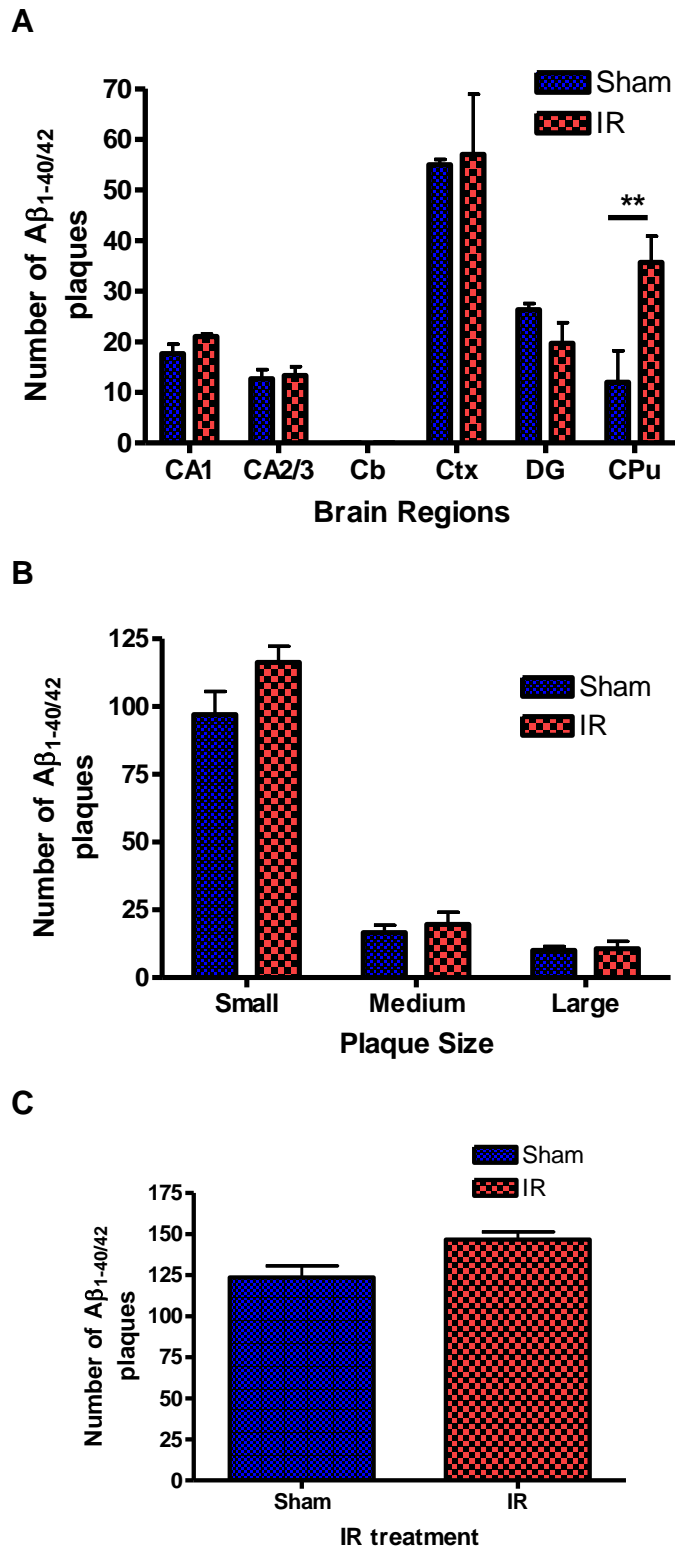 A
70
60
50
40
30
20
10
0
Number of Aβ1-40/42
plaques
Sham
IR
**
CA1 CA2/3 Cb Ctx DG CPu
Brain Regions
B
125
100
75
50
25
0
Number of Aβ1-40/42
plaques
Sham
IR
Small Medium Large
Plaque Size
C
Sham
IR
175
150
125
100
75
50
25
0
Number of Aβ1-40/42
plaques
Sham IR
IR treatment